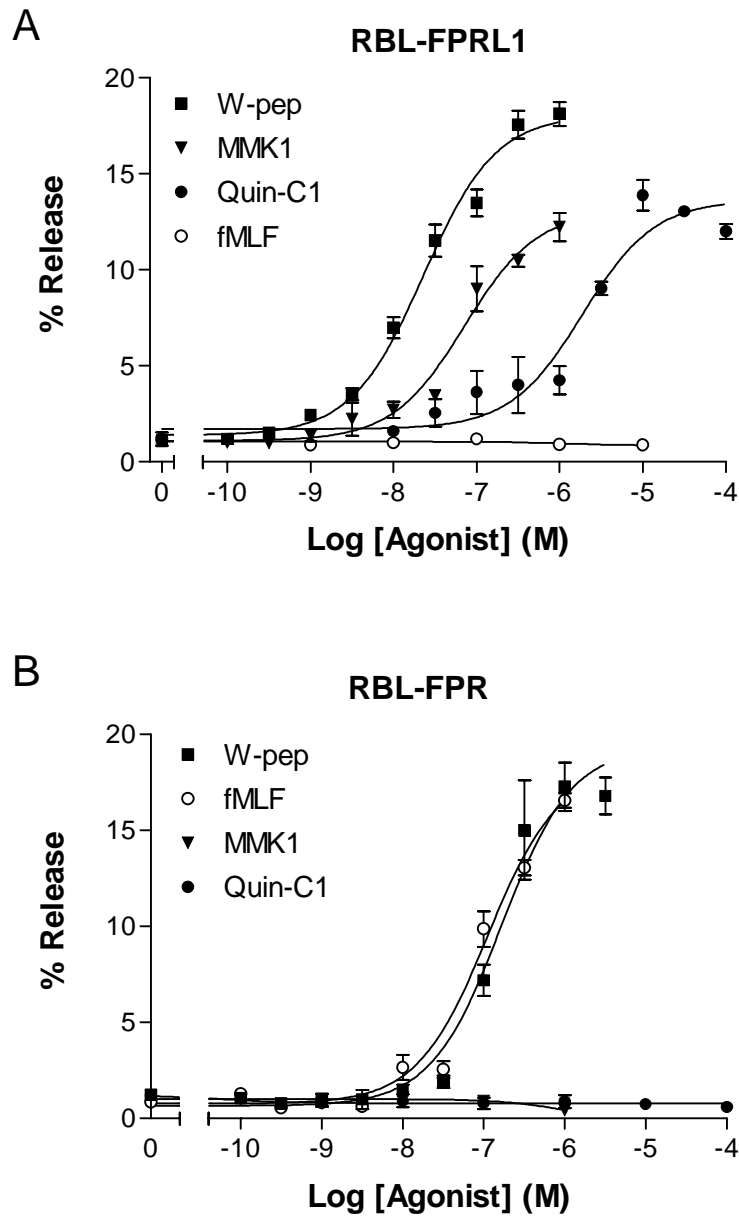 A
RBL-FPRL1
20
15
10
5
0
% Release
W-pep
MMK1
Quin-C1
fMLF
0 -10 -9 -8 -7 -6 -5 -4
Log [Agonist] (M)
B
RBL-FPR
20
15
10
5
0
% Release
W-pep
fMLF
MMK1
Quin-C1
0 -10 -9 -8 -7 -6 -5 -4
Log [Agonist] (M)